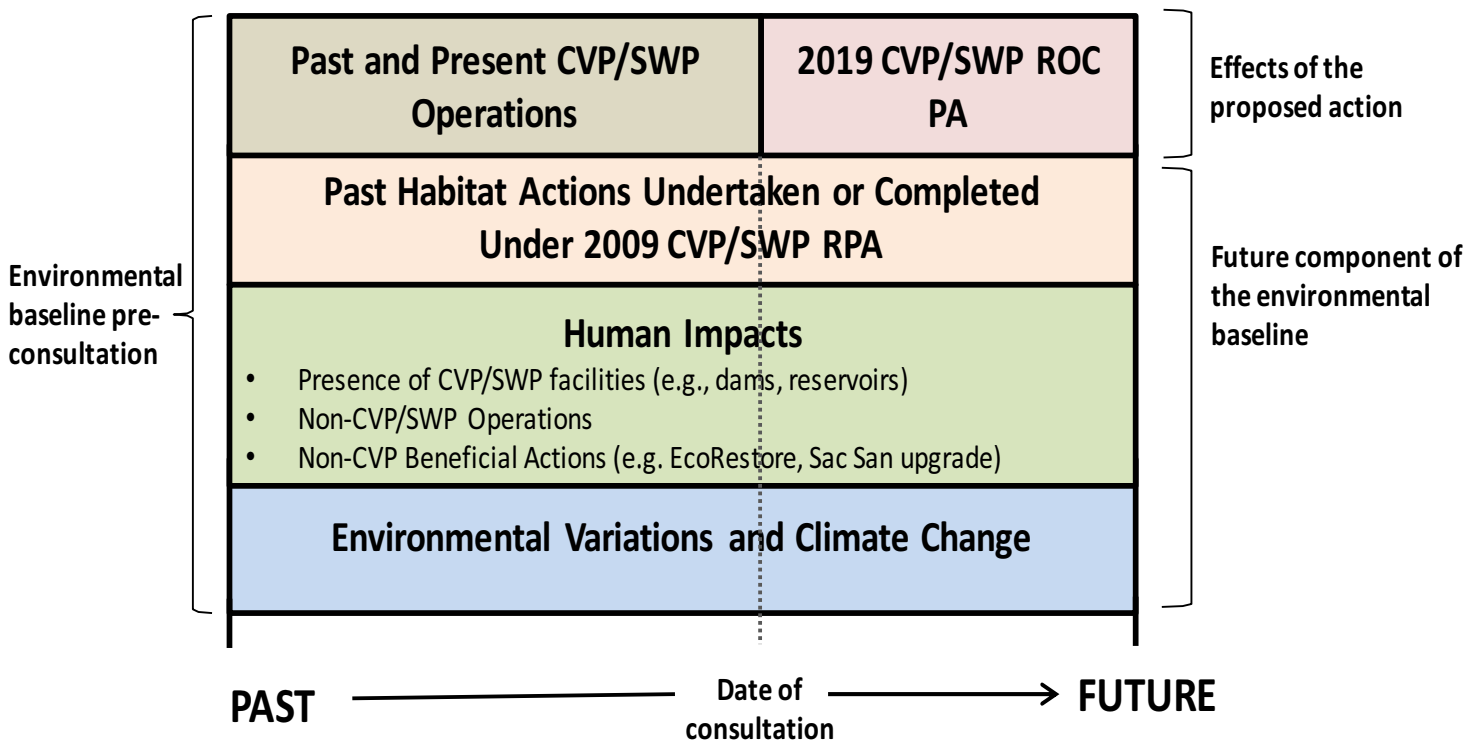 Past and Present CVP/SWP
Operations
2019 CVP/SWP ROC
PA
Effects of the
proposed action
Past Habitat Actions Undertaken or Completed
Under 2009 CVP/SWP RPA
Environmental
baseline pre-
consultation
Future component of
the environmental
baseline
Human Impacts
• Presence of CVP/SWP facilities (e.g., dams, reservoirs)
• Non-CVP/SWP Operations
• Non-CVP Beneficial Actions (e.g. EcoRestore, Sac San upgrade)
Environmental Variations and Climate Change
PAST
Date of
consultation
FUTURE